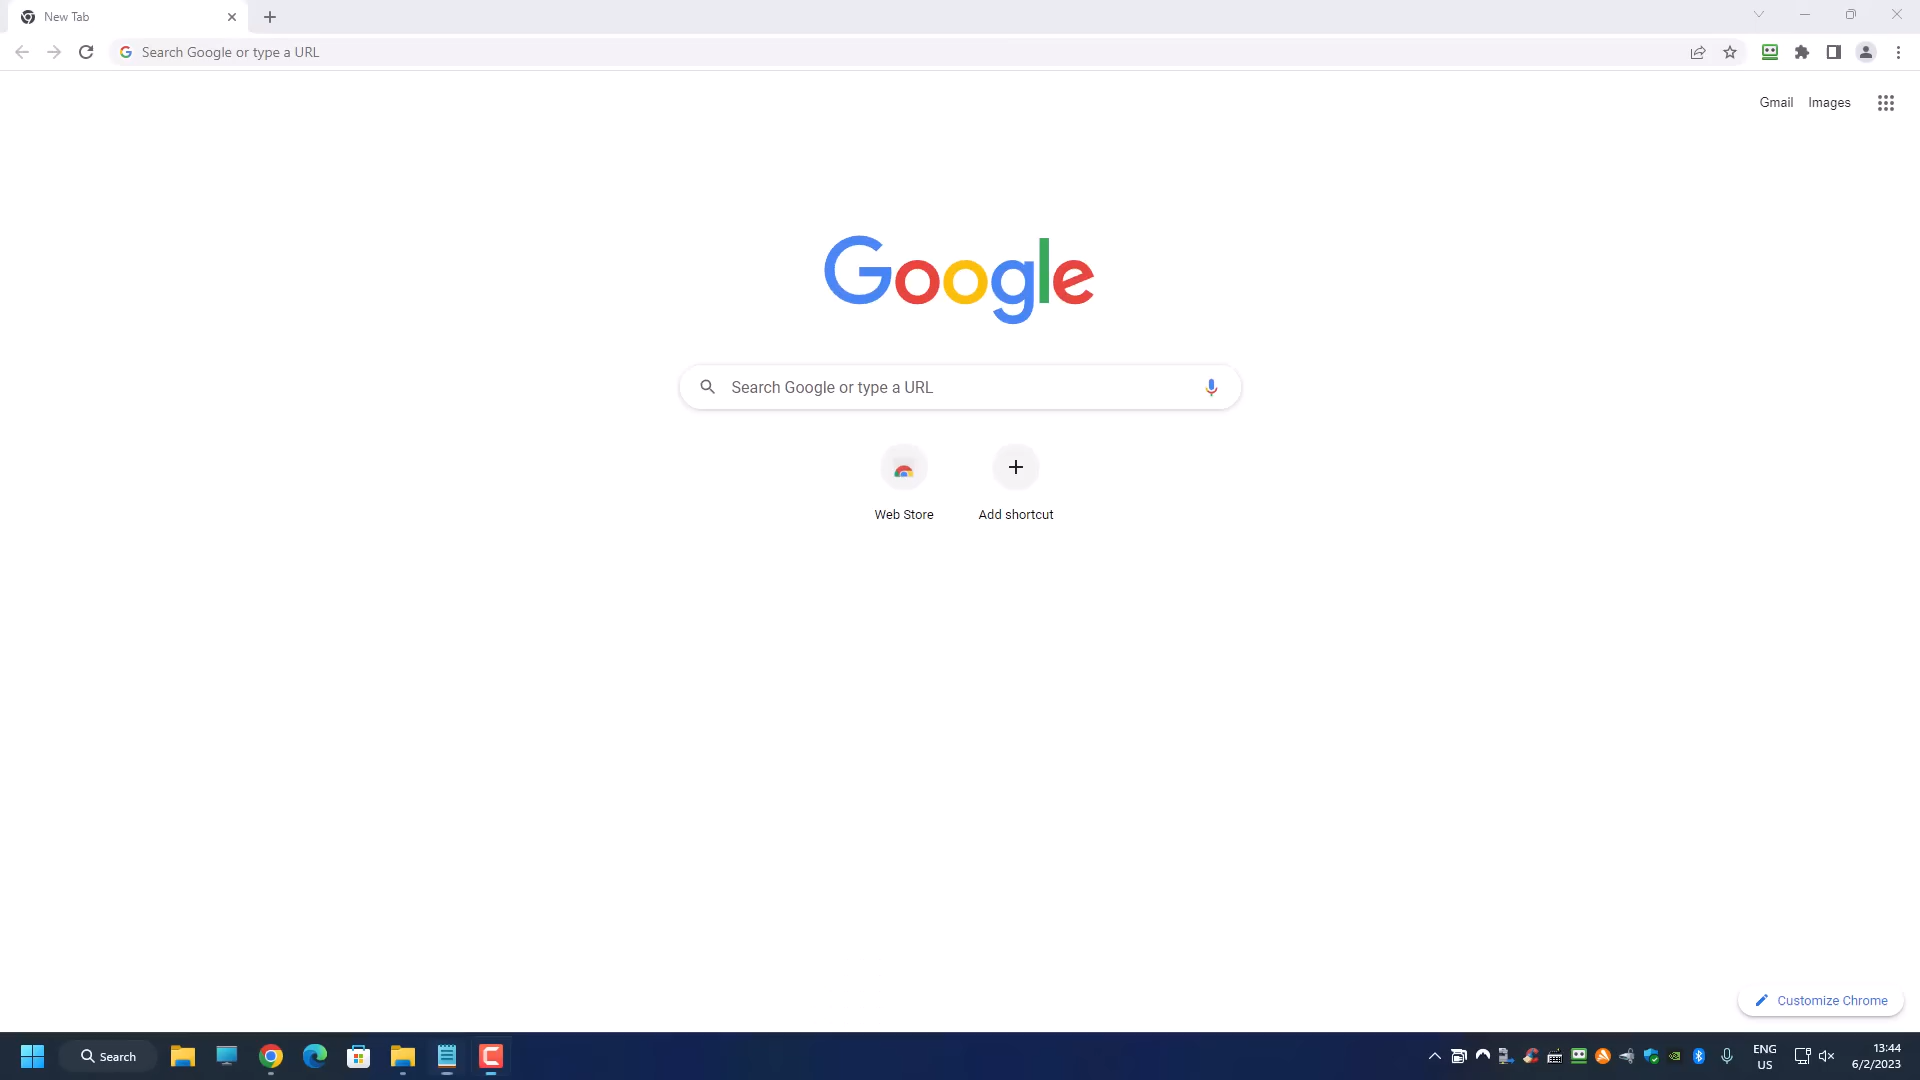 New Tab
Search Google or type a URL
Gmail Images
Google
Search Google or type a URL
Web Store Add shortcut
Customize Chrome
Search
ENG
US
13:44
6/2/2023